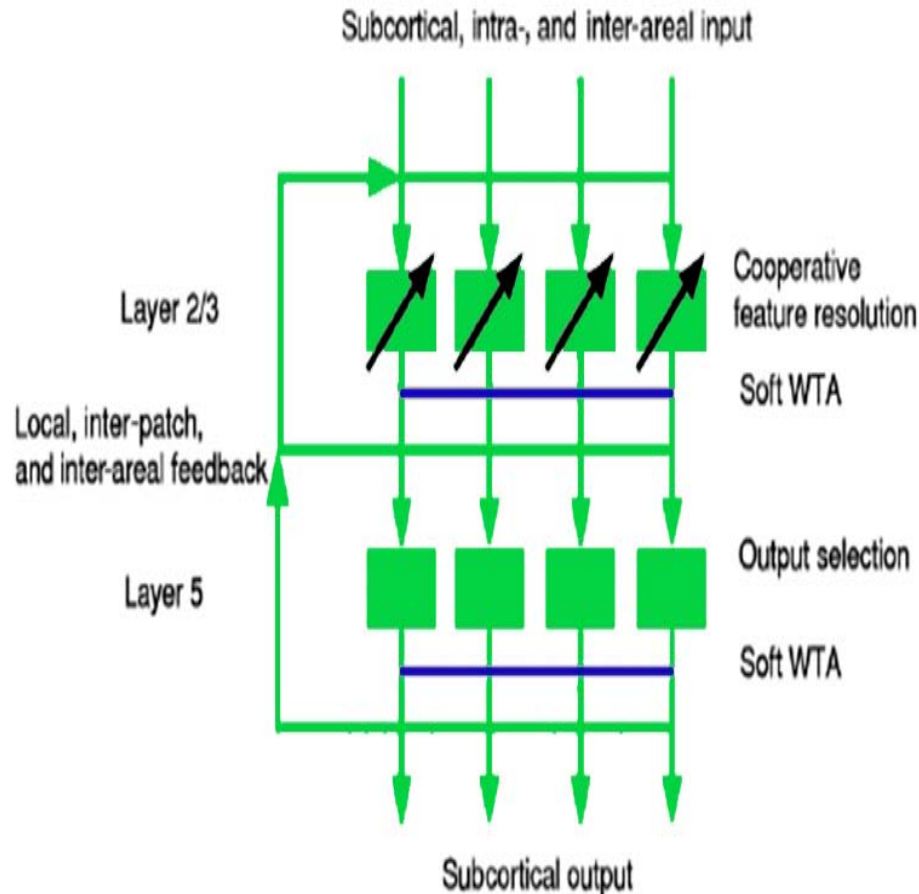 Subcortical, intra-, and inter-areal input
Cooperative
feature resolution
Layer 2/3
Soft WTA
Local, inter-patch,
and inter-areal feedback
Output selection
Layer 5
Soft WTA
Subcortical output